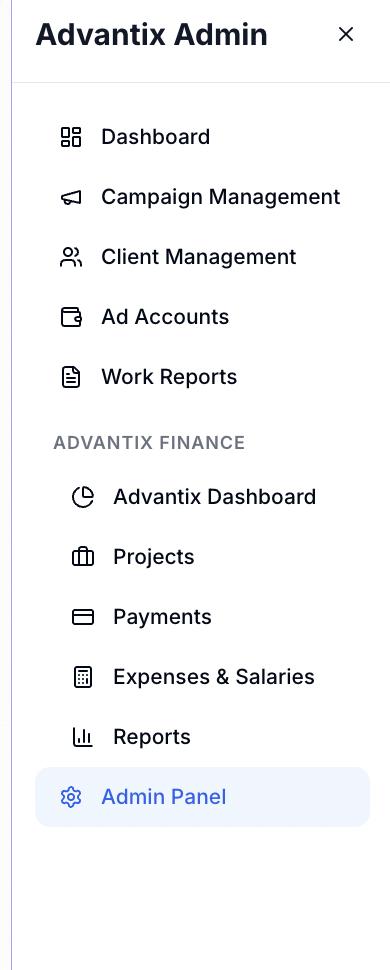 Advantix Admin
Dashboard
Campaign Management
Client Management
Ad Accounts
Work Reports
ADVANTIX FINANCE
Advantix Dashboard
Projects
Payments
Expenses & Salaries
Reports
Admin Panel